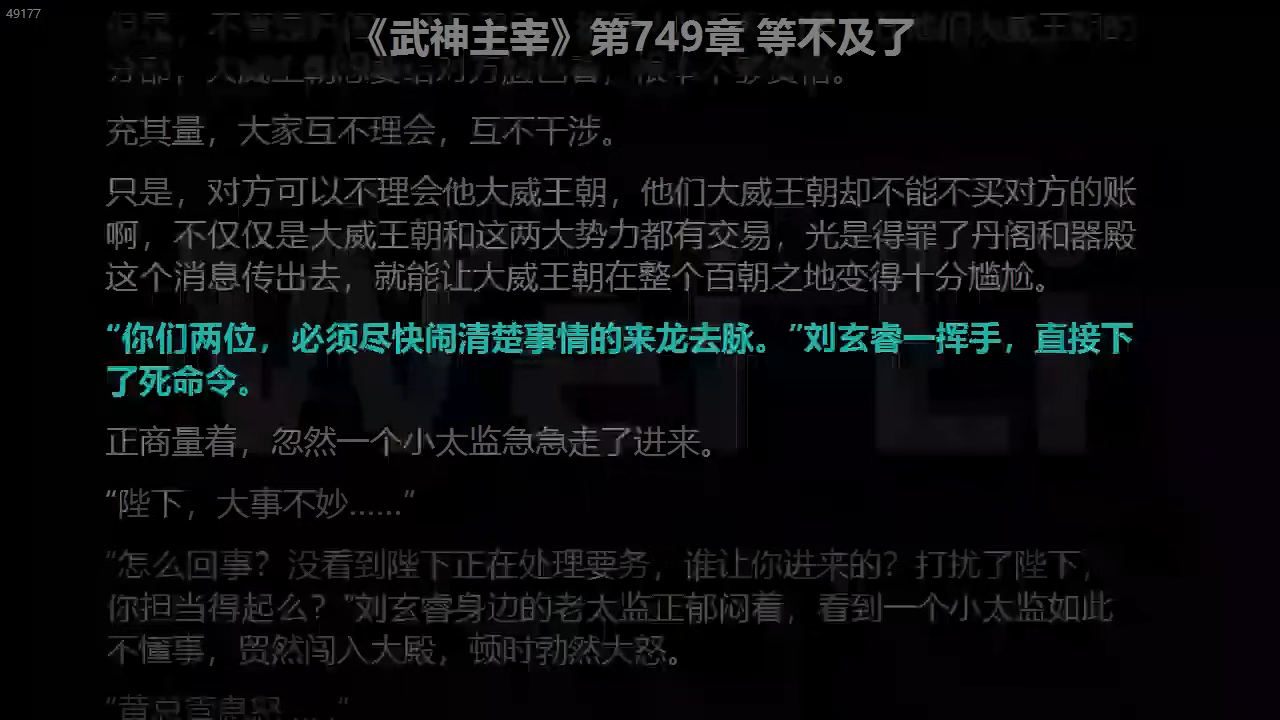 49177
《武神主宰》第749章 等不及了
充其量，大家互不理会，互不干涉。
只是，对方可以不理会他大威王朝，他们大威王朝却不能不买对方的账
啊，不仅仅是大威王朝和这两大势力都有交易，光是得罪了丹阁和器殿
这个消息传出去，就能让大威王朝在整个百朝之地变得十分尴尬。
“你们两位，必须尽快闹清楚事情的来龙去脉。”刘玄睿一挥手，直接下
了死命令。
正商量着，忽然一个小太监急急走了进来。
“陛下，大事不妙……”
“怎么回事？没看到陛下正在处理要务，谁让你进来的？打扰了陛下，
你担当得起么？”刘玄睿身边的老太监正郁闷着，看到一个小太监如此
不懂事，贸然闯入大殿，顿时勃然大怒。